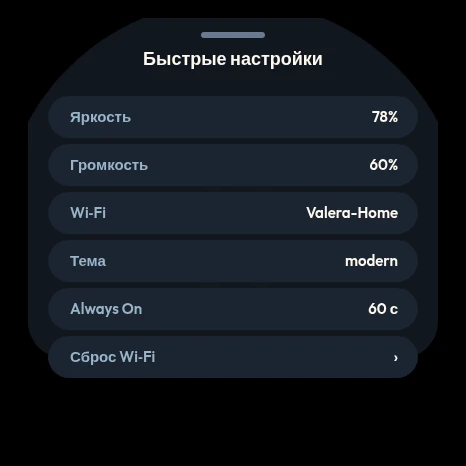 Быстрые настройки
Яркость 78%
Громкость 60%
Wi-Fi Valera-Home
Тема modern
Always On 60 с
Сброс Wi-Fi ›